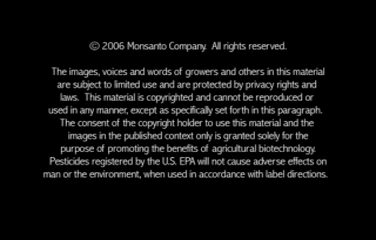 © 2006 Monsanto Company. All rights reserved.
The images, voices and words of growers and others in this material
are subject to limited use and are protected by privacy rights and
laws. This material is copyrighted and cannot be reproduced or
used in any manner, except as specifically set forth in this paragraph.
The consent of the copyright holder to use this material and the
images in the published context only is granted solely for the
purpose of promoting the benefits of agricultural biotechnology.
Pesticides registered by the U.S. EPA will not cause adverse effects on
man or the environment, when used in accordance with label directions.